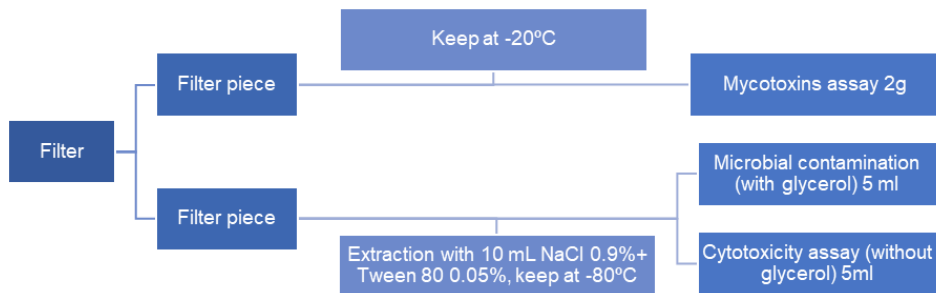 Keep at -20ºC
Filter piece
Mycotoxins assay 2g
Filter
Microbial contamination
(with glycerol) 5 ml
Filter piece
Extraction with 10 mL NaCl 0.9%+
Tween 80 0.05%, keep at -80ºC
Cytotoxicity assay (without
glycerol) 5ml